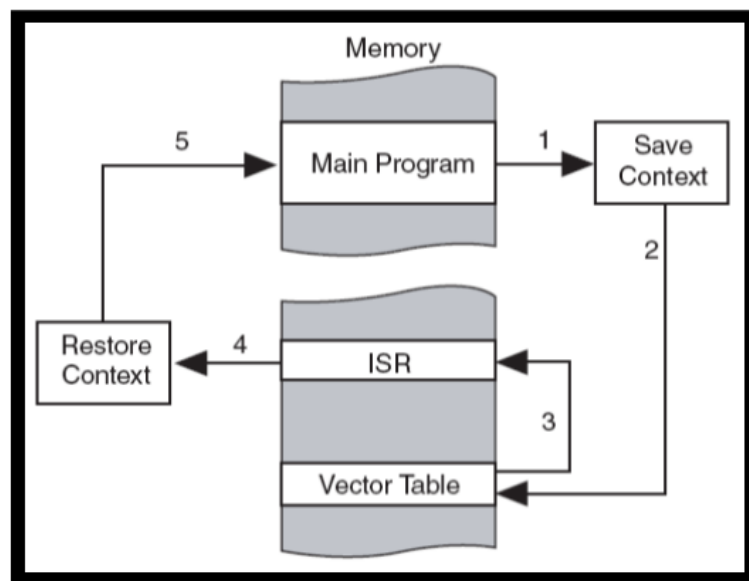 Memory
5
Main Program
1
Save
Context
2
Restore
Context
4
ISR
3
Vector Table